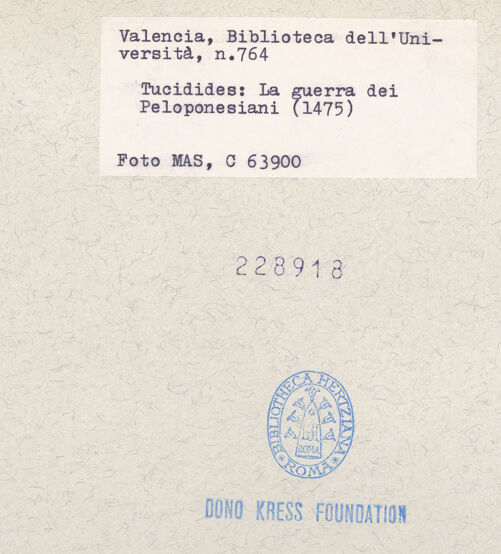 Valencia, Biblioteca dell'Uni-
versità, n.764
Tucidides: La guerra dei
Peloponesiani (1475)
Foto MAS, C 63900
228918
BIBLIOTHECA HERTZIANA
ROMA
ROMA
DONO KRESS FOUNDATION